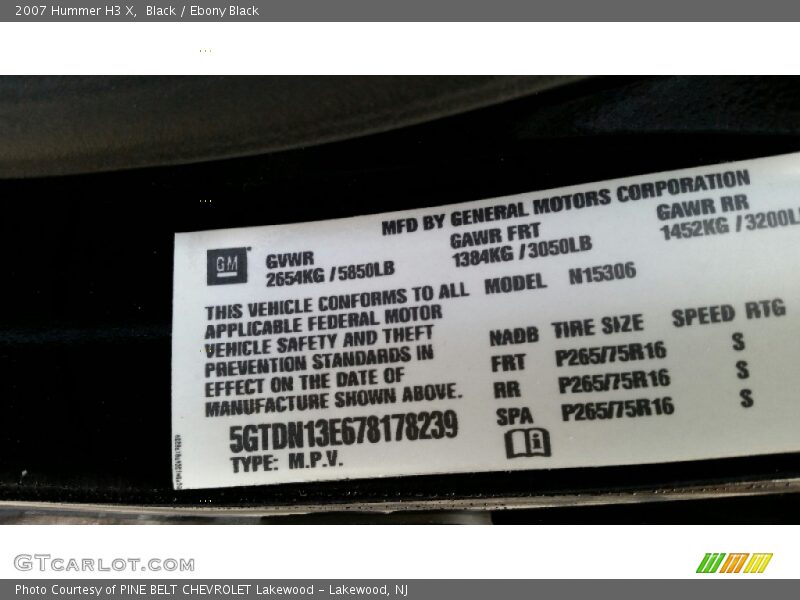 2007 Hummer H3 X, Black / Ebony Black
MFD BY GENERAL MOTORS CORPORATION
GM
GVWR GAWR FRT GAWR RR
2654KG / 5850LB 1384KG / 3050LB 1452KG / 3200L
THIS VEHICLE CONFORMS TO ALL MODEL N15306
APPLICABLE FEDERAL MOTOR
VEHICLE SAFETY AND THEFT
PREVENTION STANDARDS IN
EFFECT ON THE DATE OF
MANUFACTURE SHOWN ABOVE.
NADB TIRE SIZE SPEED RTG
FRT P265/75R16 S
RR P265/75R16 S
SPA P265/75R16 S
5GTDN13E678178239
TYPE: M.P.V.
GTCARLOT.COM
Photo Courtesy of PINE BELT CHEVROLET Lakewood - Lakewood, NJ